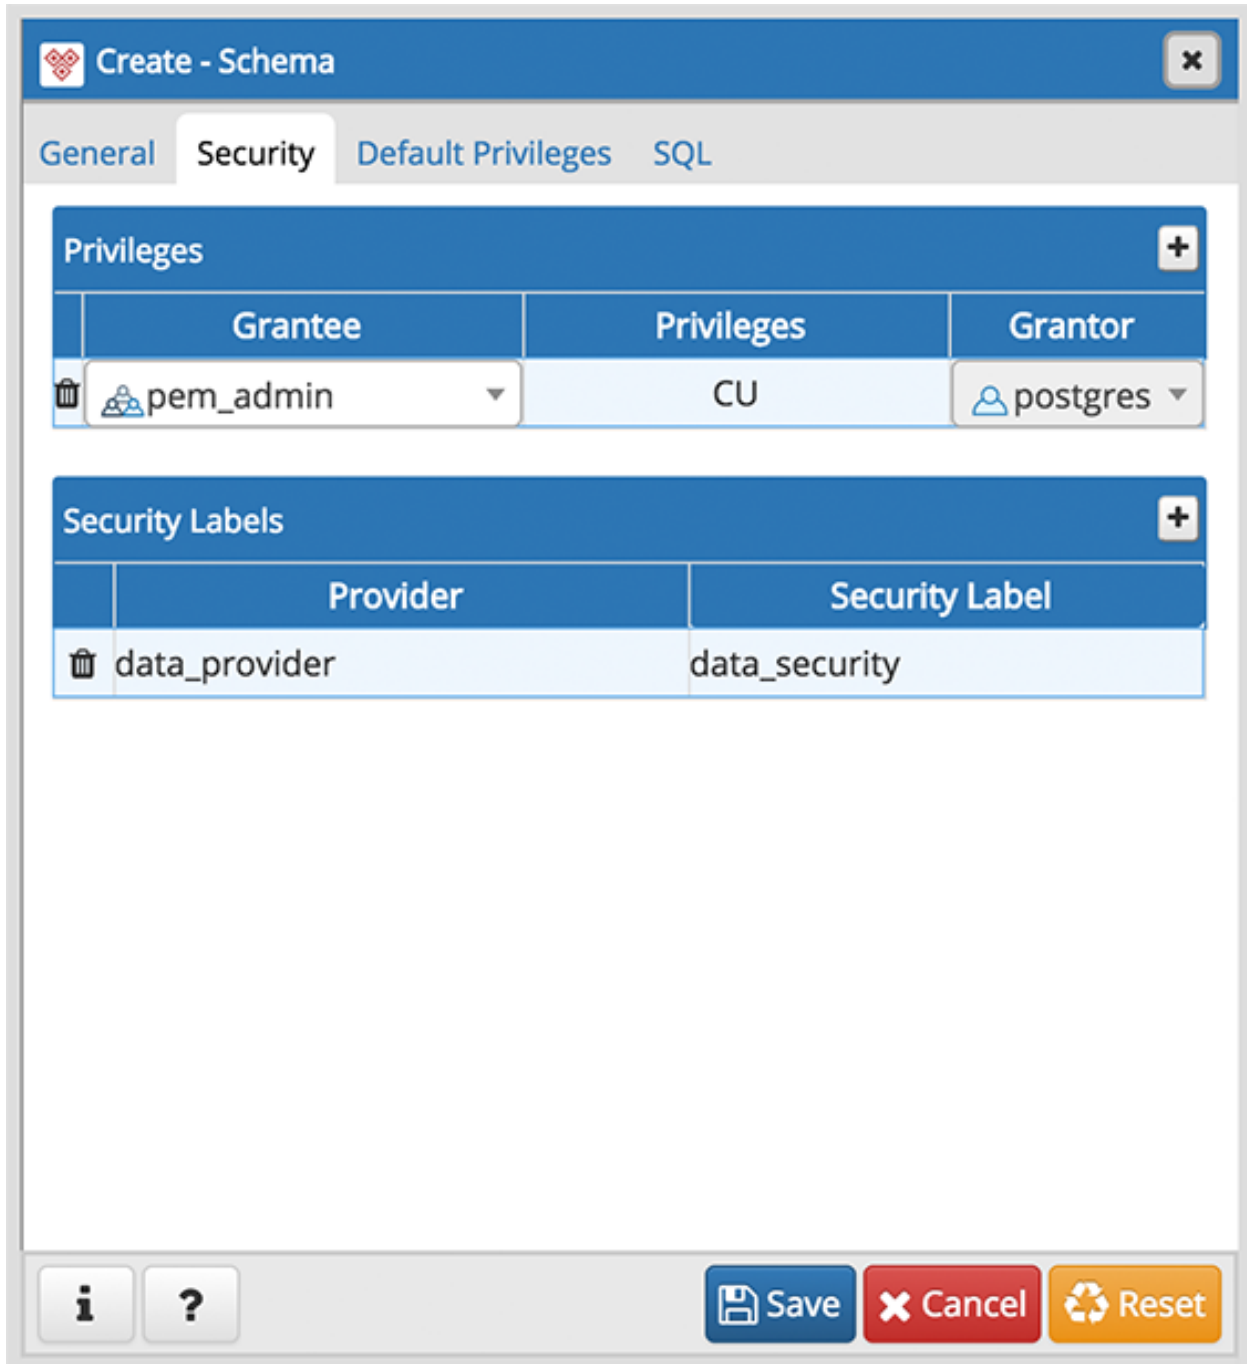 Create - Schema
General Security Default Privileges SQL
Privileges
Grantee Privileges Grantor
pem_admin CU postgres
Security Labels
Provider Security Label
data_provider data_security
i ? Save Cancel Reset